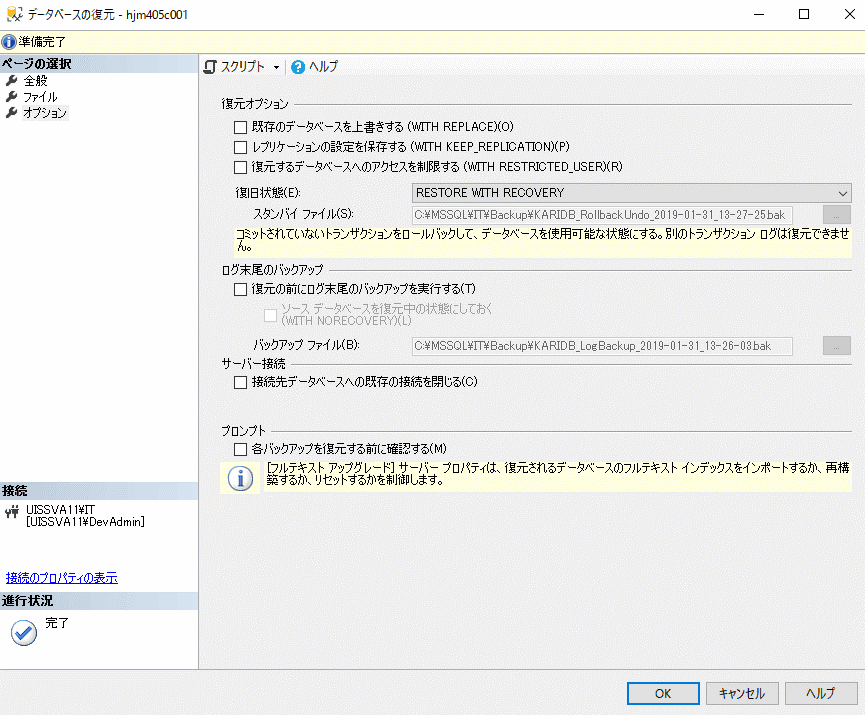 データベースの復元 - hjm405c001
準備完了
ページの選択
全般
ファイル
オプション
スクリプト
ヘルプ
復元オプション
既存のデータベースを上書きする (WITH REPLACE)(O)
レプリケーションの設定を保存する (WITH KEEP_REPLICATION)(P)
復元するデータベースへのアクセスを制限する (WITH RESTRICTED_USER)(R)
復旧状態(E):
RESTORE WITH RECOVERY
スタンバイ ファイル(S):
C:¥MSSQL¥IT¥Backup¥KARIDB_RollbackUndo_2019-01-31_13-27-25.bak
...
コミットされていないトランザクションをロールバックして、データベースを使用可能な状態にする。別のトランザクション ログは復元できませ
ん。
ログ末尾のバックアップ
復元の前にログ末尾のバックアップを実行する(T)
ソース データベースを復元中の状態にしておく
(WITH NORECOVERY)(L)
バックアップ ファイル(B):
C:¥MSSQL¥IT¥Backup¥KARIDB_LogBackup_2019-01-31_13-26-03.bak
...
サーバー接続
接続先データベースへの既存の接続を閉じる(C)
プロンプト
各バックアップを復元する前に確認する(M)
[フルテキスト アップグレード] サーバー プロパティは、復元されるデータベースのフルテキスト インデックスをインポートするか、再構
築するか、リセットするかを制御します。
接続
UISSVA11¥IT
[UISSVA11¥DevAdmin]
接続のプロパティの表示
進行状況
完了
OK
キャンセル
ヘルプ